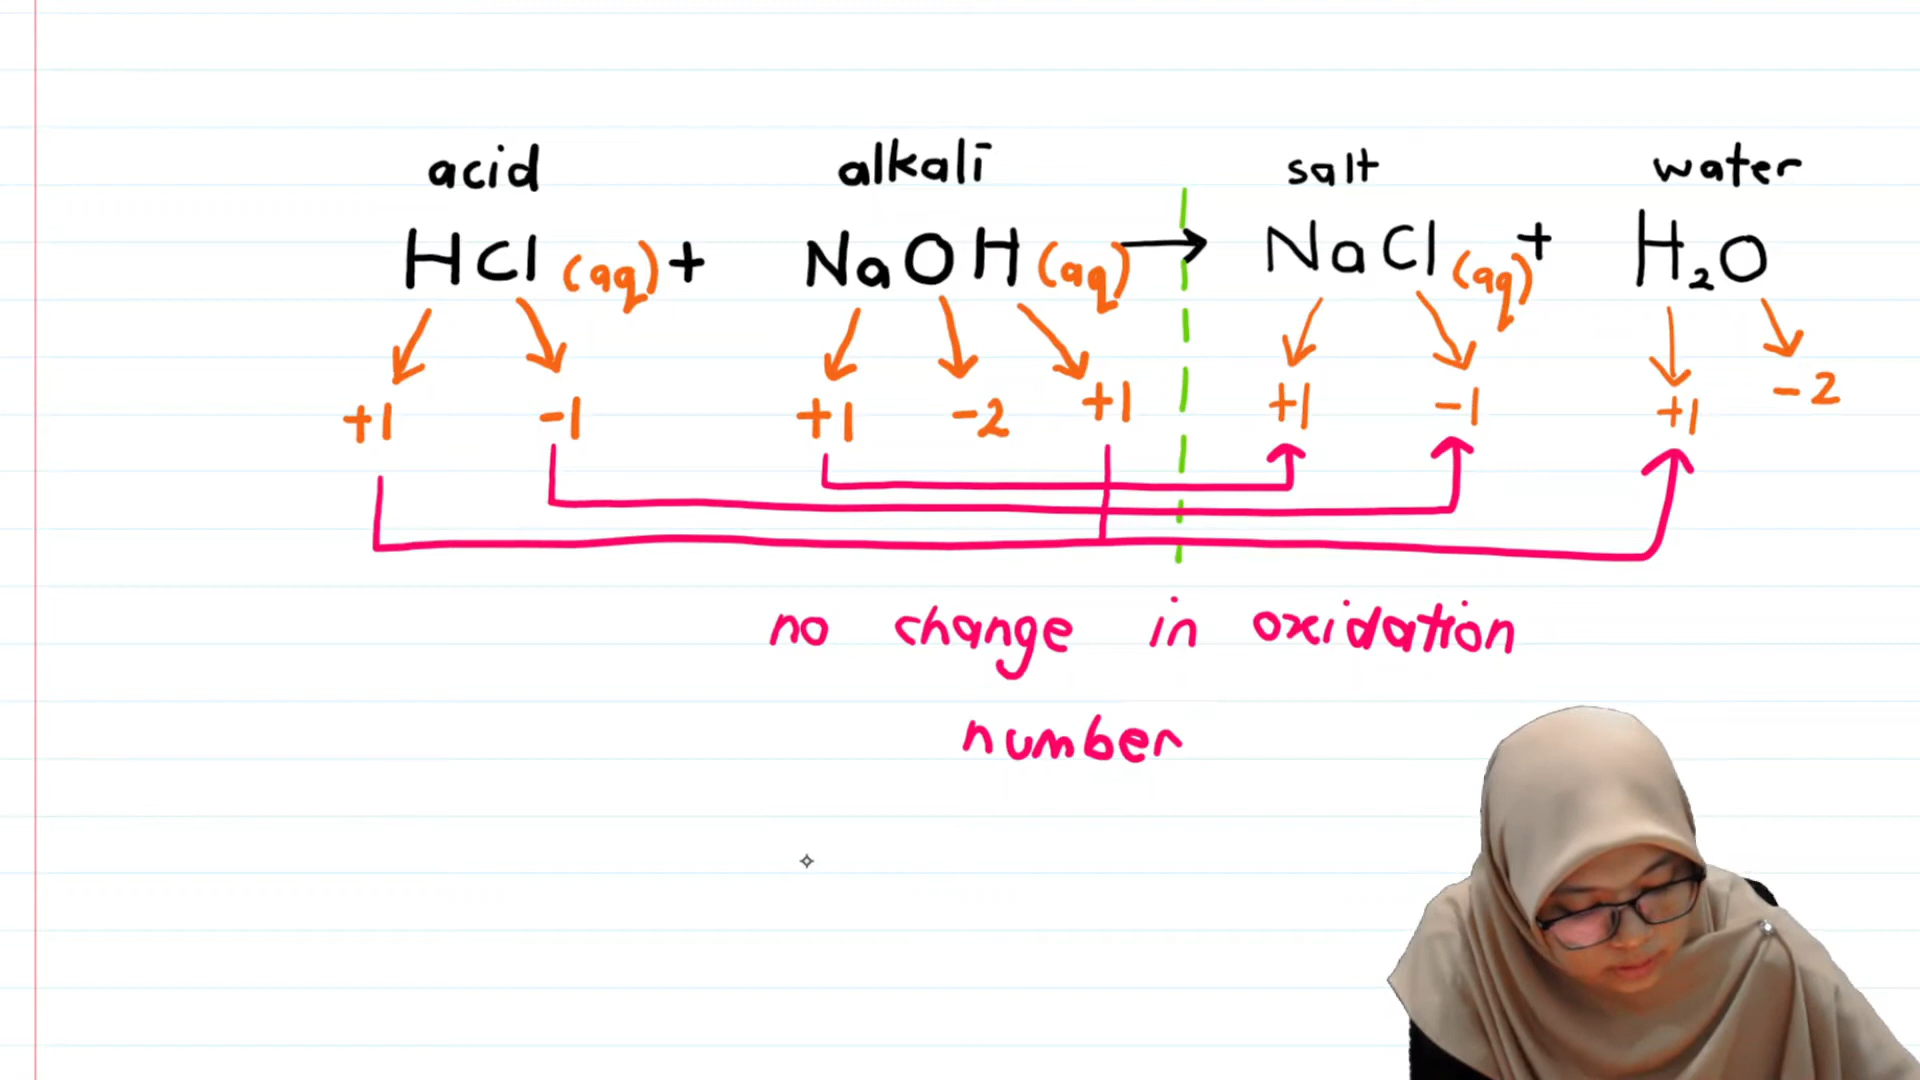 acid alkali salt water
HCl (aq) + NaOH (aq) → NaCl (aq) + H₂O
+1 -1 +1 -2 +1 +1 -1 +1 -2
no change in oxidation
number